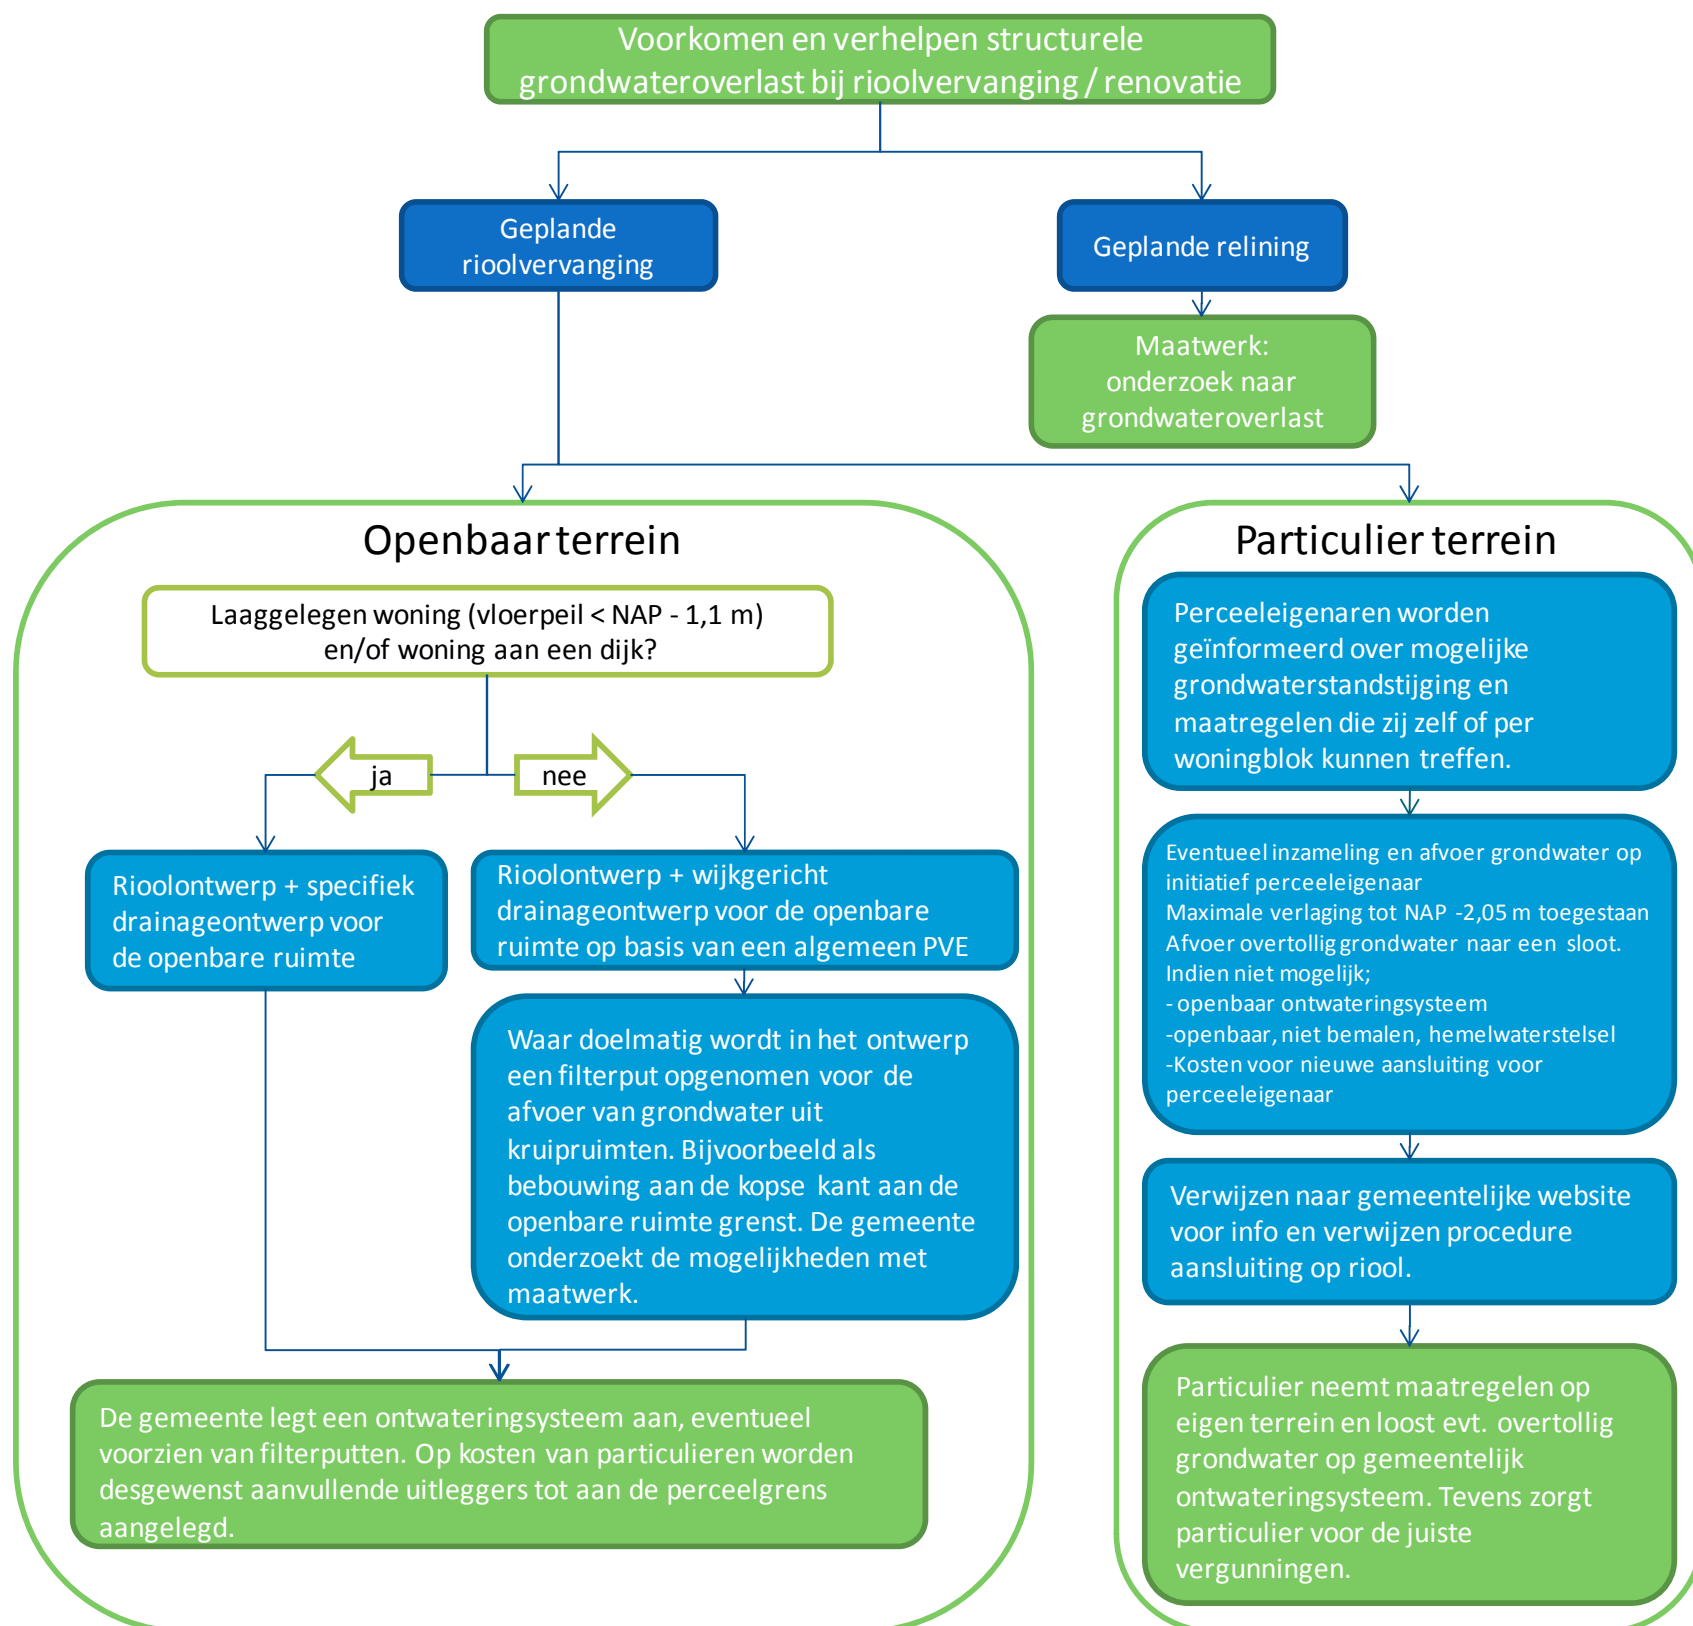 Voorkomen en verhelpen structurele
grondwateroverlast bij rioolvervanging / renovatie
Geplande
rioolvervanging
Geplande relining
Maatwerk:
onderzoek naar
grondwateroverlast
Openbaar terrein
Laaggelegen woning (vloerpeil < NAP - 1,1 m)
en/of woning aan een dijk?
ja
nee
Rioolontwerp + specifiek
drainageontwerp voor
de openbare ruimte
Rioolontwerp + wijkgericht
drainageontwerp voor de openbare
ruimte op basis van een algemeen PVE
Waar doelmatig wordt in het ontwerp
een filterput opgenomen voor de
afvoer van grondwater uit
kruipruimten. Bijvoorbeeld als
bebouwing aan de kopse kant aan de
openbare ruimte grenst. De gemeente
onderzoekt de mogelijkheden met
maatwerk.
De gemeente legt een ontwateringsysteem aan, eventueel
voorzien van filterputten. Op kosten van particulieren worden
desgewenst aanvullende uitleggers tot aan de perceelgrens
aangelegd.
Particulier terrein
Perceeleigenaren worden
geïnformeerd over mogelijke
grondwaterstandstijging en
maatregelen die zij zelf of per
woningblok kunnen treffen.
Eventueel inzameling en afvoer grondwater op
initiatief perceeleigenaar
Maximale verlaging tot NAP -2,05 m toegestaan
Afvoer overtollig grondwater naar een sloot.
Indien niet mogelijk;
- openbaar ontwateringsysteem
-openbaar, niet bemalen, hemelwaterstelsel
-Kosten voor nieuwe aansluiting voor
perceeleigenaar
Verwijzen naar gemeentelijke website
voor info en verwijzen procedure
aansluiting op riool.
Particulier neemt maatregelen op
eigen terrein en loost evt. overtollig
grondwater op gemeentelijk
ontwateringsysteem. Tevens zorgt
particulier voor de juiste
vergunningen.